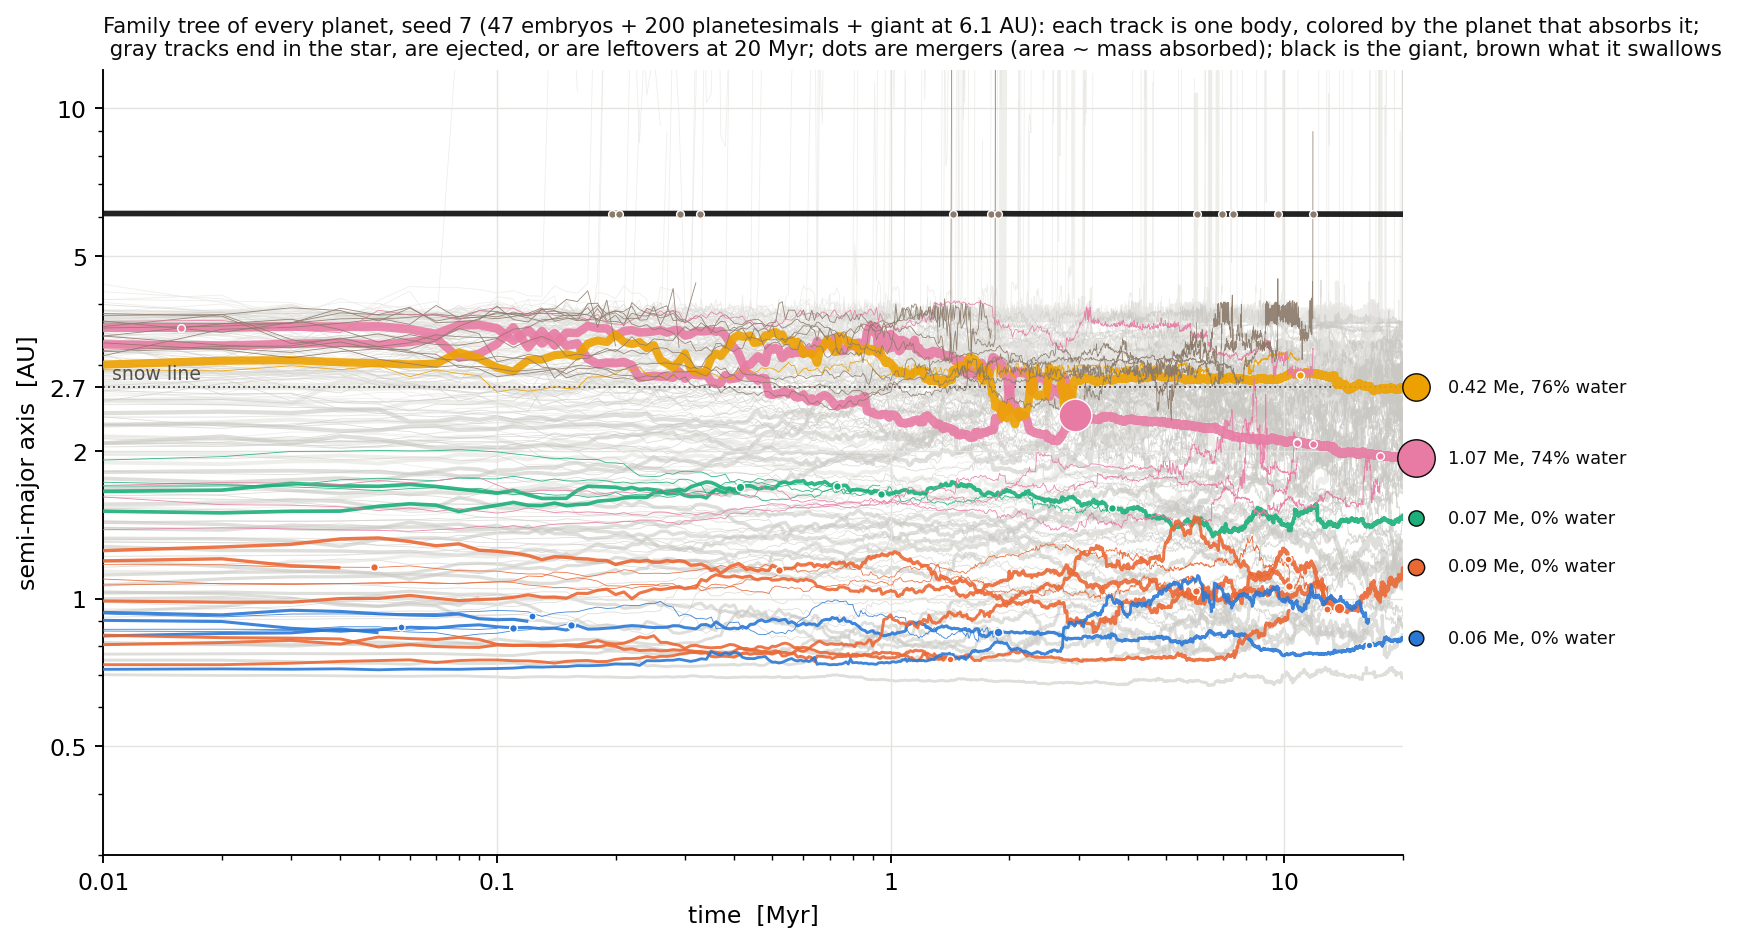 Family tree of every planet, seed 7 (47 embryos + 200 planetesimals + giant at 6.1 AU): each track is one body, colored by the planet that absorbs it;
gray tracks end in the star, are ejected, or are leftovers at 20 Myr; dots are mergers (area ~ mass absorbed); black is the giant, brown what it swallows
10
5
2.7
2
1
0.5
semi-major axis [AU]
snow line
0.42 Me, 76% water
1.07 Me, 74% water
0.07 Me, 0% water
0.09 Me, 0% water
0.06 Me, 0% water
0.01
0.1
1
10
time [Myr]